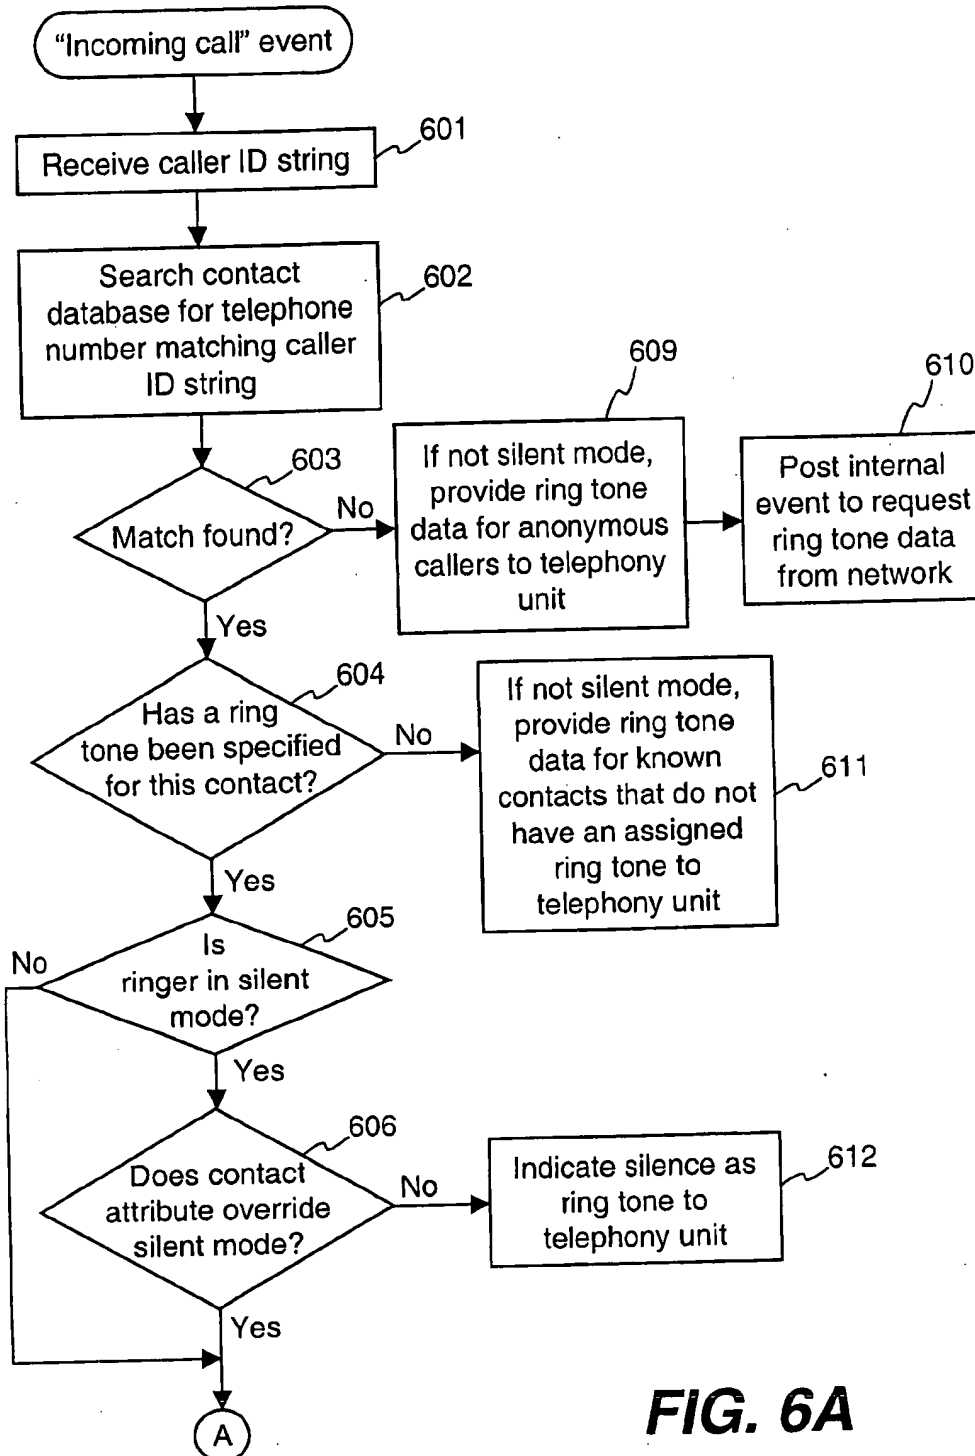 “Incoming call” event
601
Receive caller ID string
602
Search contact
database for telephone
number matching caller
ID string
603
Match found?
No
609
If not silent mode,
provide ring tone
data for anonymous
callers to telephony
unit
610
Post internal
event to request
ring tone data
from network
Yes
604
Has a ring
tone been specified
for this contact?
No
If not silent mode,
provide ring tone
data for known
contacts that do not
have an assigned
ring tone to
telephony unit
611
Yes
605
No
Is
ringer in silent
mode?
Yes
606
Does contact
attribute override
silent mode?
No
Indicate silence as
ring tone to
telephony unit
612
Yes
A
FIG. 6A